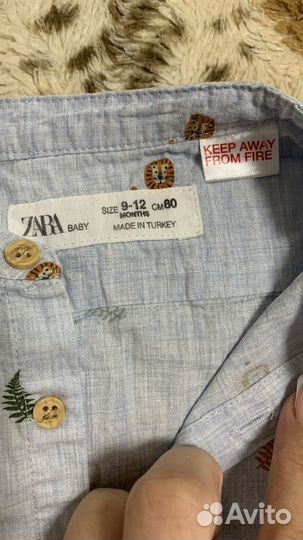 KEEP AWAY
FROM FIRE
ZARA BABY
SIZE 9-12 CM 80
MONTHS
MADE IN TURKEY
Avito